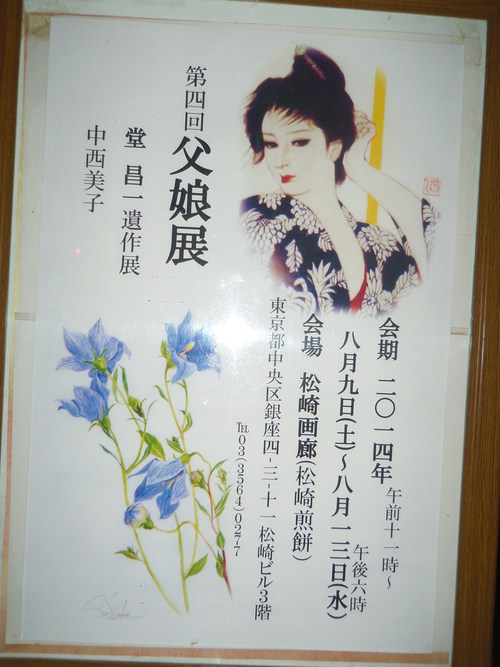 会期 二〇一四年 午前十一時〜
八月九日(土)〜八月一三日(水) 午後六時
会場 松崎画廊(松崎煎餅)
東京都中央区銀座四-三-十一 松崎ビル3階
℡03(3564)0277
第四回 父娘展
堂 昌一遺作展
中西美子